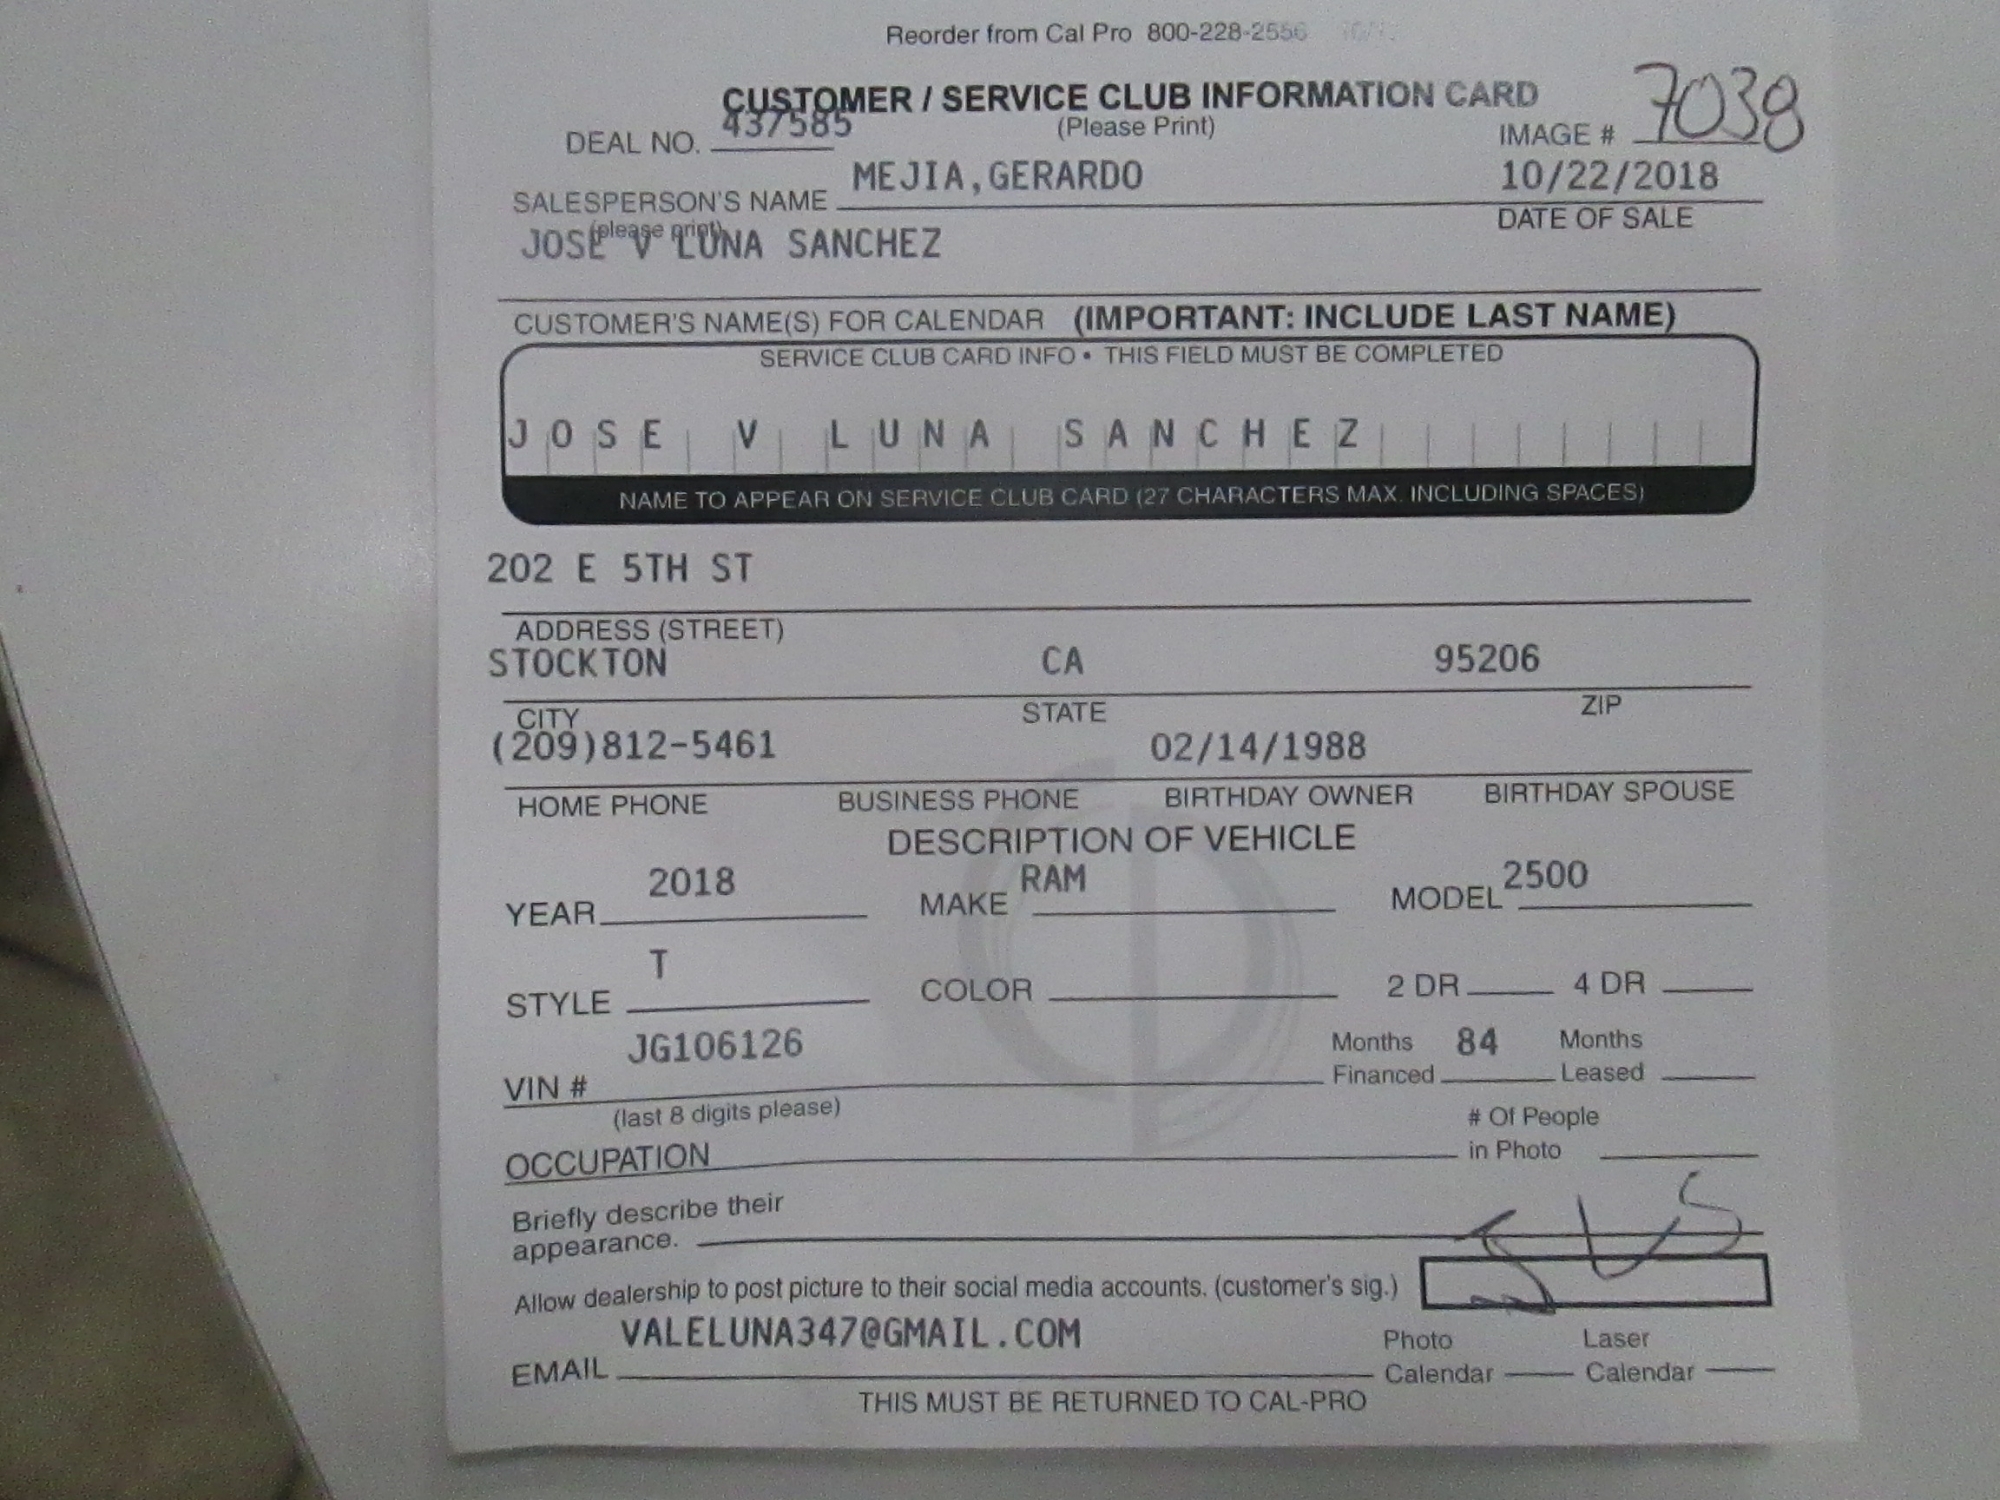 Reorder from Cal Pro 800-228-2556
CUSTOMER / SERVICE CLUB INFORMATION CARD
(Please Print)
DEAL NO. 437585
IMAGE # 7038
SALESPERSON'S NAME MEJIA,GERARDO 10/22/2018
(please print) DATE OF SALE
JOSE V LUNA SANCHEZ
CUSTOMER'S NAME(S) FOR CALENDAR (IMPORTANT: INCLUDE LAST NAME)
SERVICE CLUB CARD INFO • THIS FIELD MUST BE COMPLETED
JOSE V LUNA SANCHEZ
NAME TO APPEAR ON SERVICE CLUB CARD (27 CHARACTERS MAX. INCLUDING SPACES)
202 E 5TH ST
ADDRESS (STREET)
STOCKTON CA 95206
CITY STATE ZIP
(209)812-5461 02/14/1988
HOME PHONE BUSINESS PHONE BIRTHDAY OWNER BIRTHDAY SPOUSE
DESCRIPTION OF VEHICLE
YEAR 2018 MAKE RAM MODEL 2500
STYLE T COLOR 2 DR 4 DR
VIN # JG106126 Months Financed 84 Months Leased
(last 8 digits please)
OCCUPATION # Of People in Photo
Briefly describe their
appearance.
Allow dealership to post picture to their social media accounts. (customer's sig.)
EMAIL VALELUNA347@GMAIL.COM Photo Calendar Laser Calendar
THIS MUST BE RETURNED TO CAL-PRO